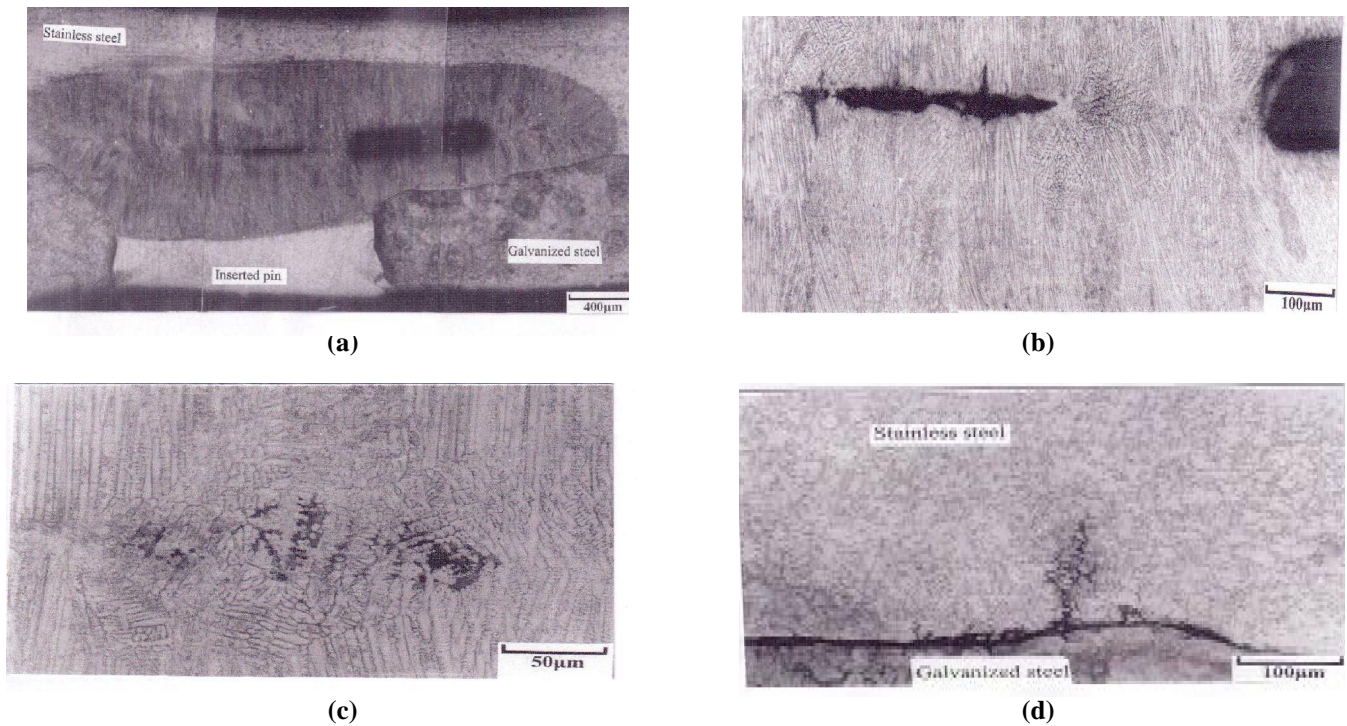 Stainless steel
Galvanized steel
Inserted pin
400µm
(a)
100µm
(b)
50µm
(c)
Stainless steel
Galvanized steel
100µm
(d)